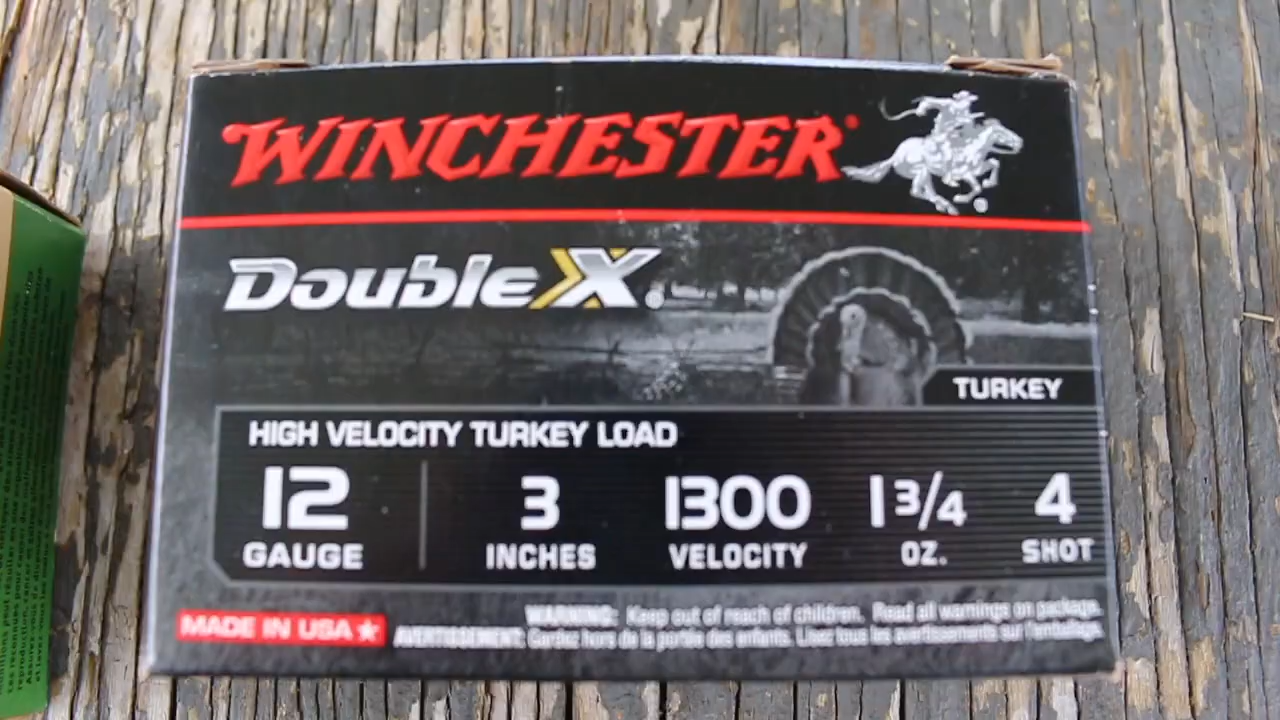 WINCHESTER
Double X®
TURKEY
HIGH VELOCITY TURKEY LOAD
12 3 1300 1 3/4 4
GAUGE INCHES VELOCITY OZ. SHOT
MADE IN USA ★
WARNING: Keep out of reach of children. Read all warnings on package.
AVERTISSEMENT: Gardez hors de la portée des enfants. Lisez tous les avertissements sur l'emballage.